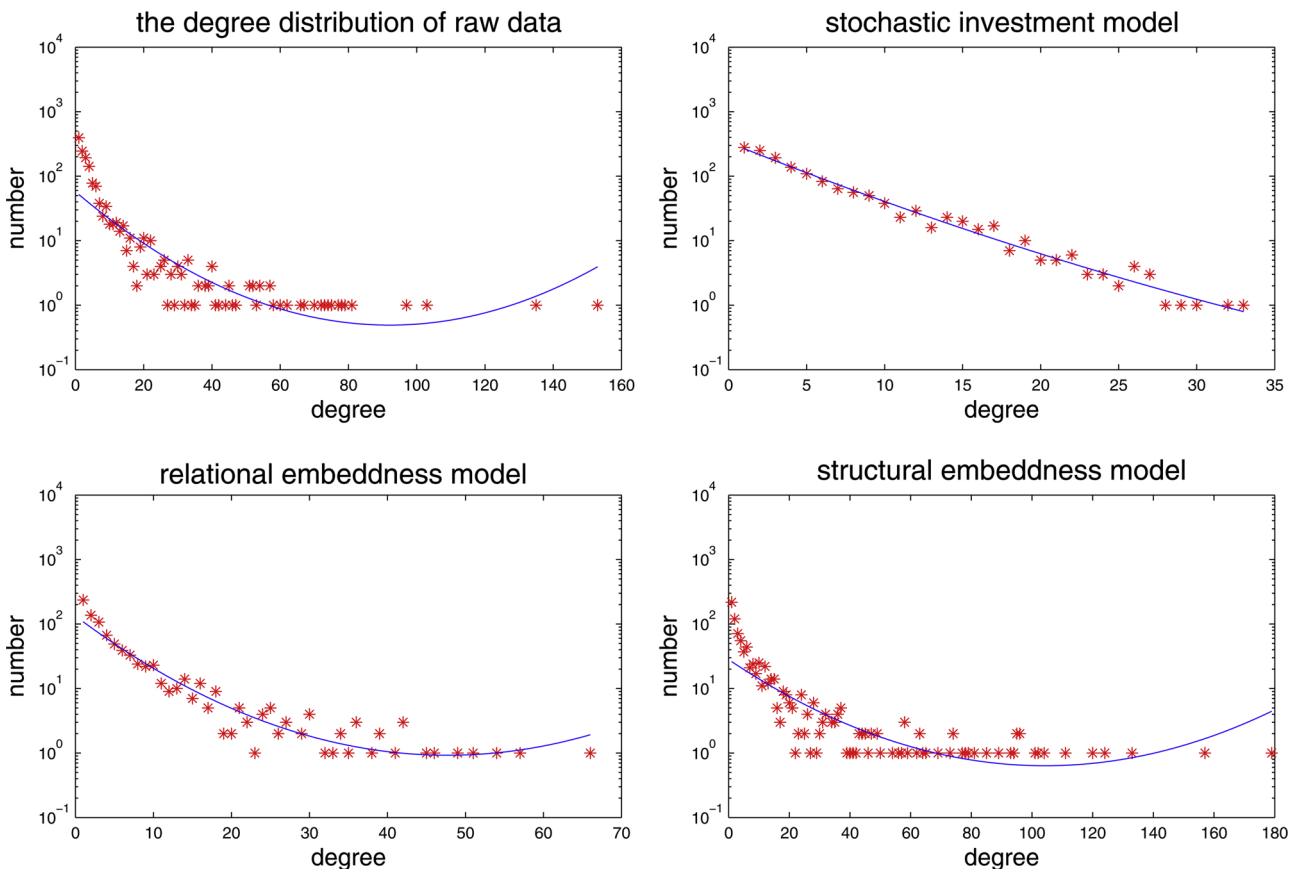 the degree distribution of raw data
10^4
10^3
10^2
10^1
10^0
10^-1
number
0 20 40 60 80 100 120 140 160
degree
stochastic investment model
10^4
10^3
10^2
10^1
10^0
10^-1
number
0 5 10 15 20 25 30 35
degree
relational embeddness model
10^4
10^3
10^2
10^1
10^0
10^-1
number
0 10 20 30 40 50 60 70
degree
structural embeddness model
10^4
10^3
10^2
10^1
10^0
10^-1
number
0 20 40 60 80 100 120 140 160 180
degree